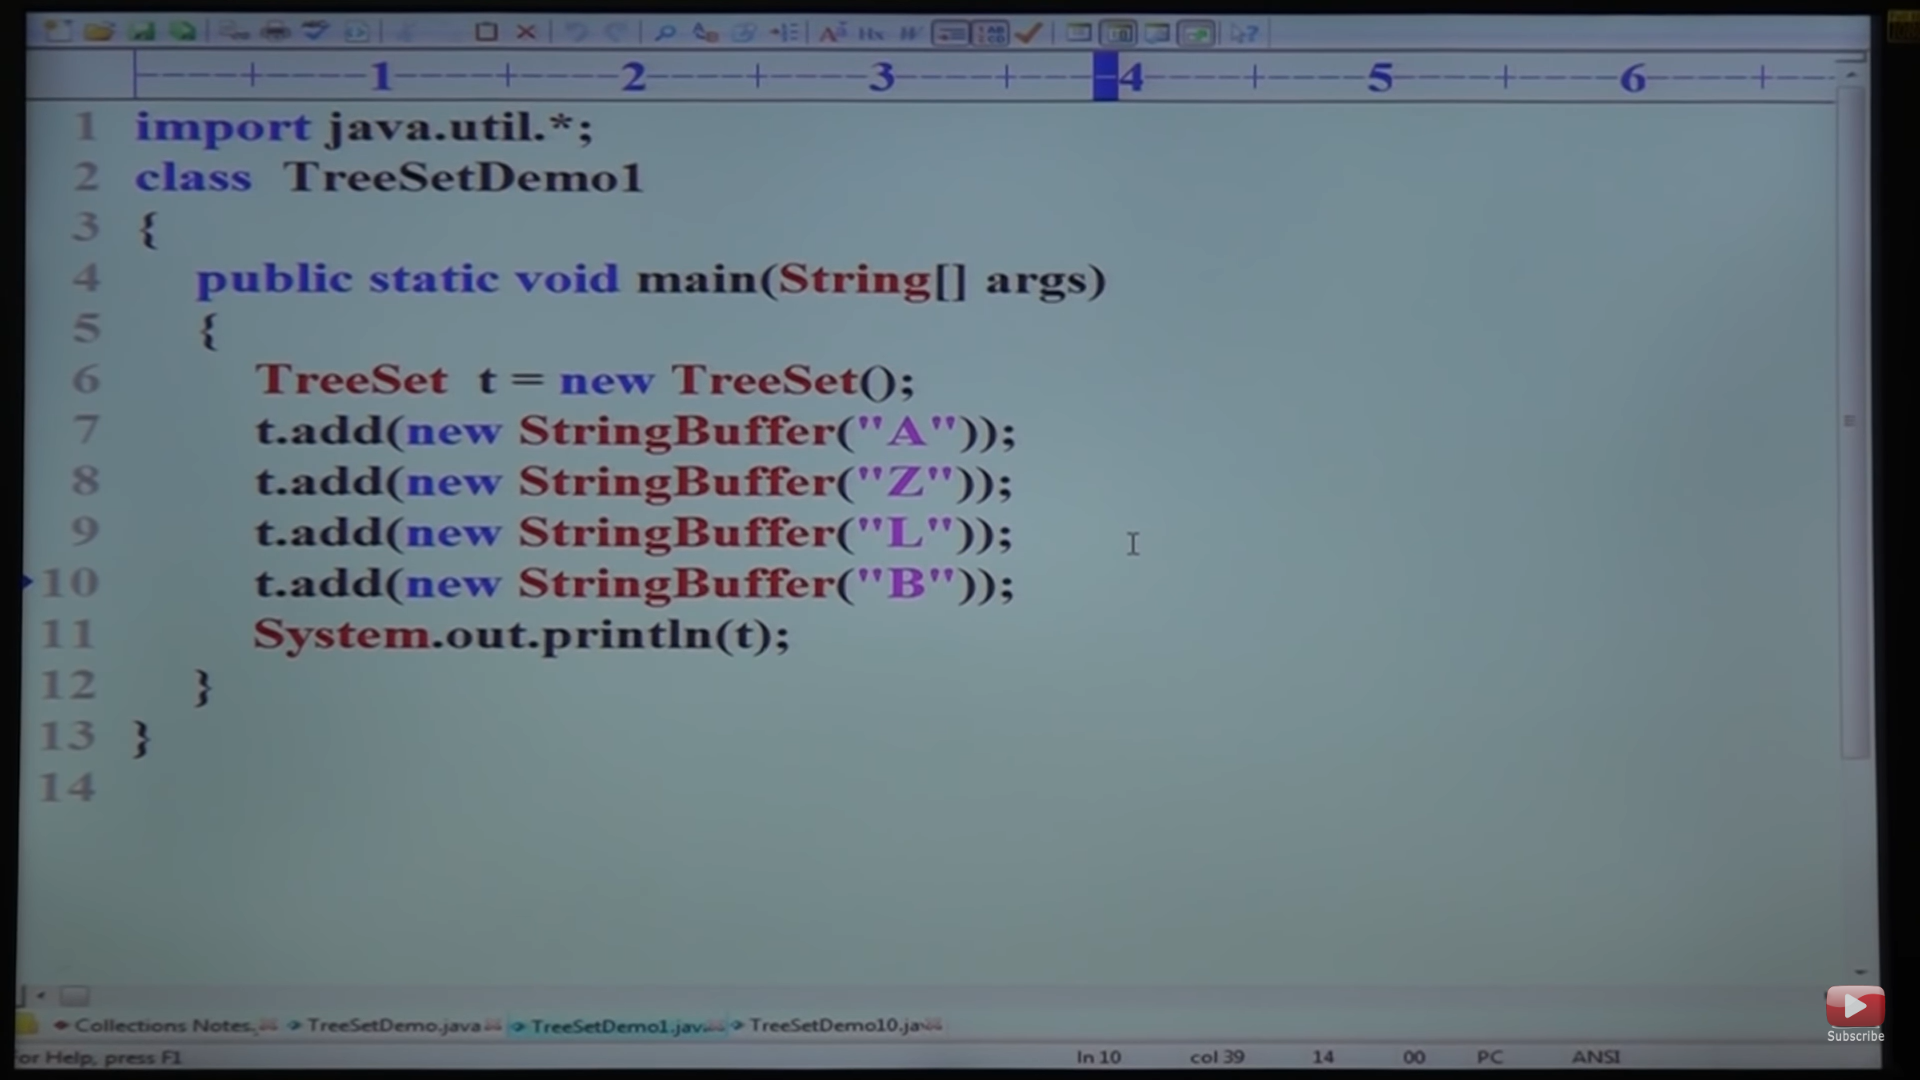 1 2 3 4 5 6
1 import java.util.*;
2 class TreeSetDemo1
3 {
4 public static void main(String[] args)
5 {
6 TreeSet t = new TreeSet();
7 t.add(new StringBuffer("A"));
8 t.add(new StringBuffer("Z"));
9 t.add(new StringBuffer("L"));
10 t.add(new StringBuffer("B"));
11 System.out.println(t);
12 }
13 }
14
Collections Notes. TreeSetDemo.java TreeSetDemo1.jav TreeSetDemo10.ja
Subscribe
or Help, press F1 ln 10 col 39 14 00 PC ANSI